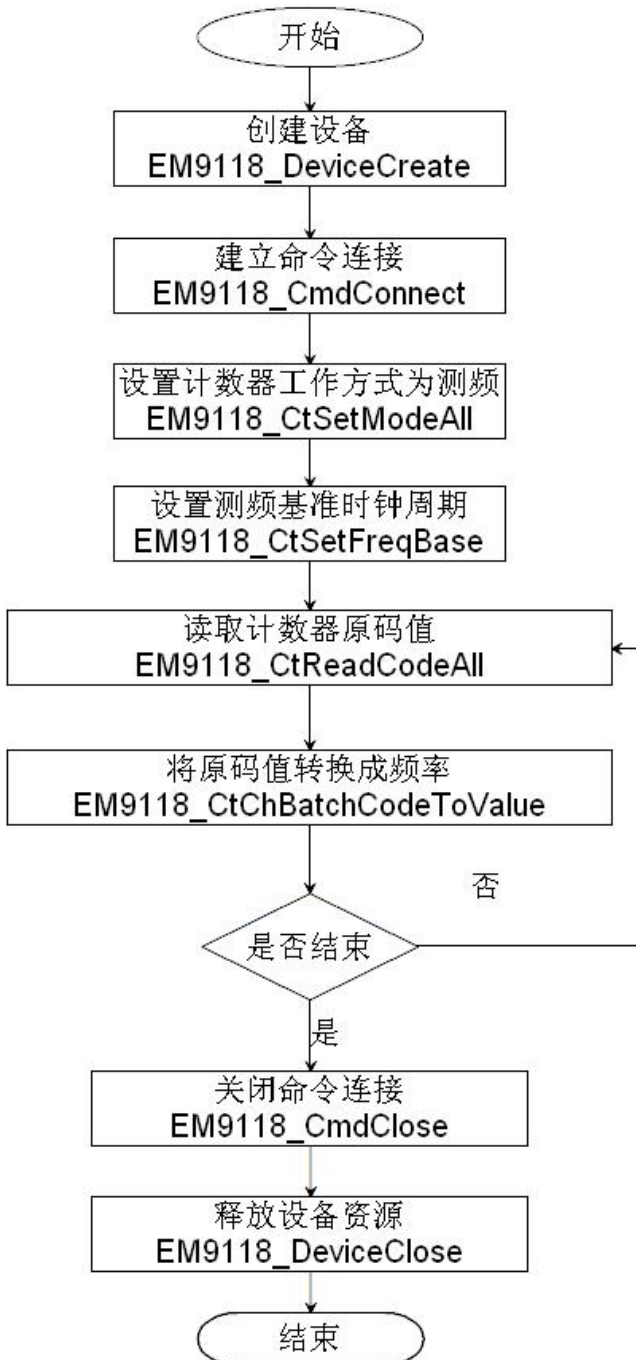 开始
创建设备
EM9118_DeviceCreate
建立命令连接
EM9118_CmdConnect
设置计数器工作方式为测频
EM9118_CtSetModeAll
设置测频基准时钟周期
EM9118_CtSetFreqBase
读取计数器原码值
EM9118_CtReadCodeAll
将原码值转换成频率
EM9118_CtChBatchCodeToValue
否
是否结束
是
关闭命令连接
EM9118_CmdClose
释放设备资源
EM9118_DeviceClose
结束